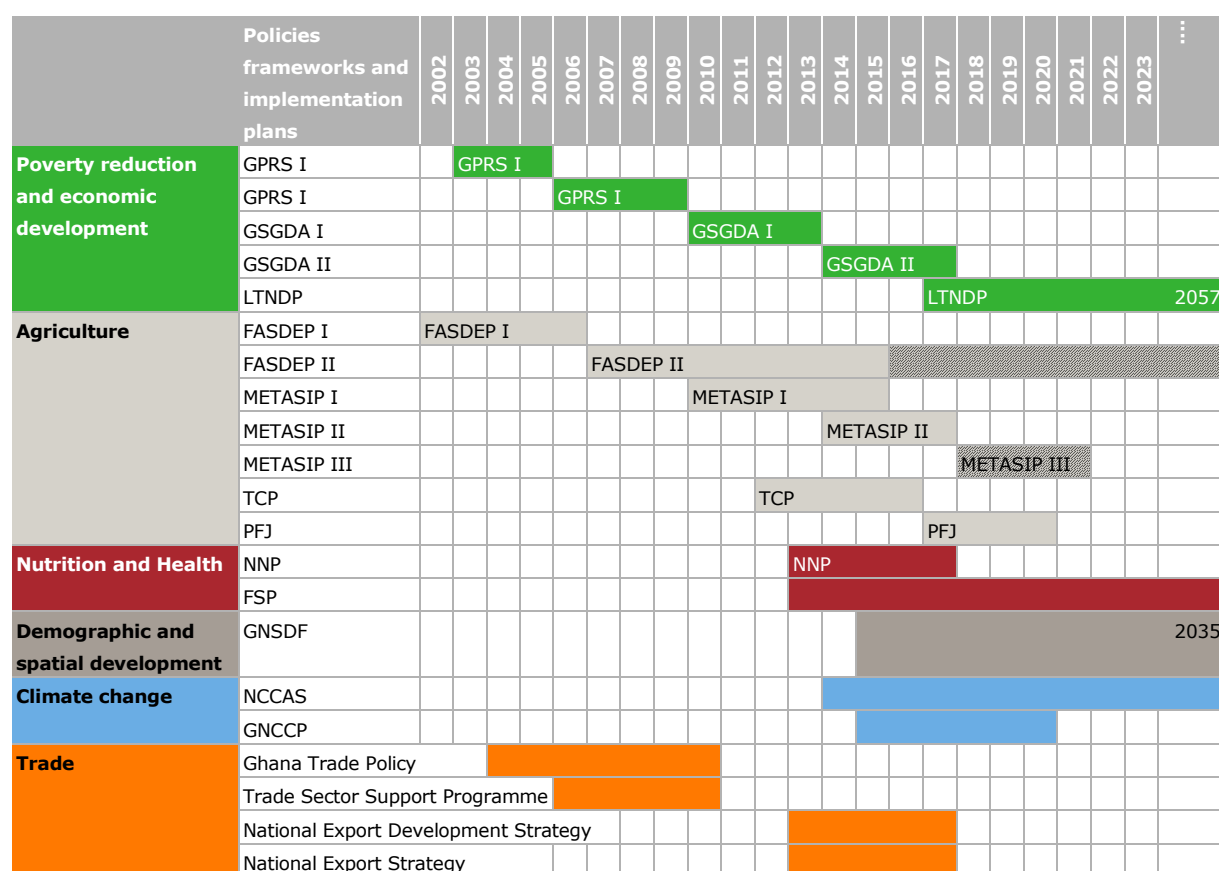 Policies
frameworks and
implementation
plans
2002 2003 2004 2005 2006 2007 2008 2009 2010 2011 2012 2013 2014 2015 2016 2017 2018 2019 2020 2021 2022 2023 ....
Poverty reduction
and economic
development
GPRS I GPRS I
GPRS I GPRS I
GSGDA I GSGDA I
GSGDA II GSGDA II
LTNDP LTNDP 2057
Agriculture
FASDEP I FASDEP I
FASDEP II FASDEP II
METASIP I METASIP I
METASIP II METASIP II
METASIP III METASIP III
TCP TCP
PFJ PFJ
Nutrition and Health
NNP NNP
FSP
Demographic and
spatial development
GNSDF 2035
Climate change
NCCAS
GNCCP
Trade
Ghana Trade Policy
Trade Sector Support Programme
National Export Development Strategy
National Export Strategy